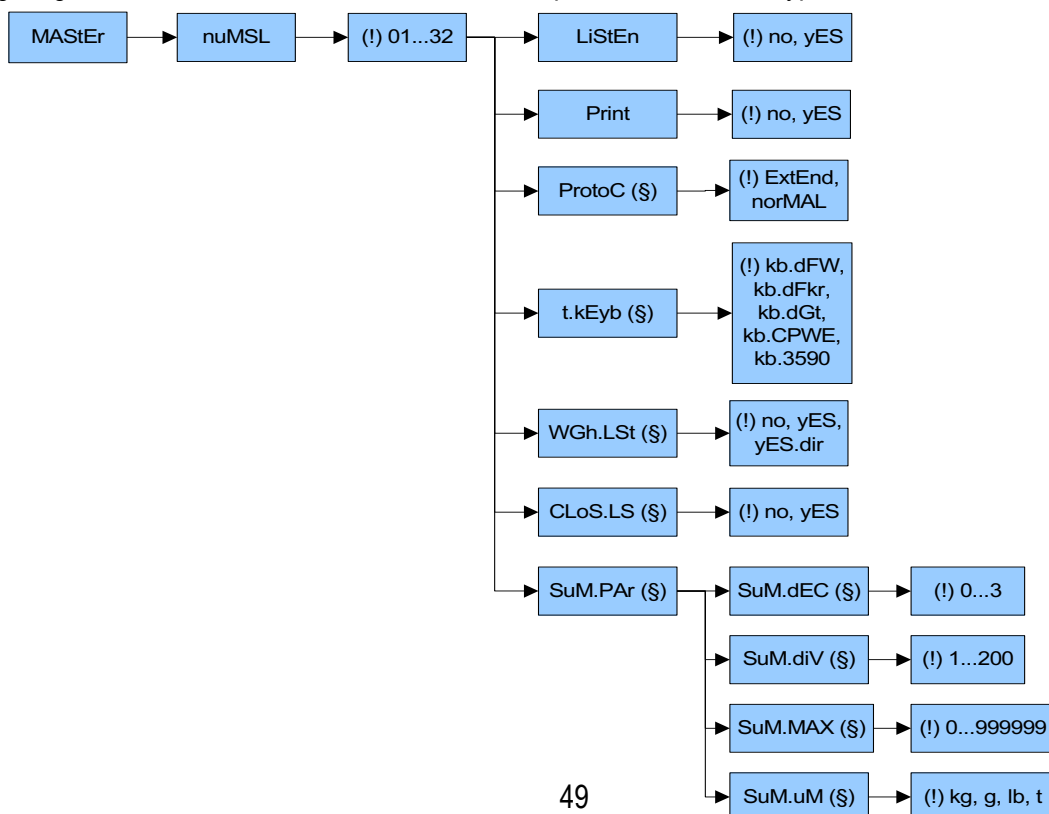 MAStEr
nuMSL
(!) 01...32
LiStEn
(!) no, yES
Print
(!) no, yES
ProtoC (§)
(!) ExtEnd,
norMAL
t.kEyb (§)
(!) kb.dFW,
kb.dFkr,
kb.dGt,
kb.CPWE,
kb.3590
WGh.LSt (§)
(!) no, yES,
yES.dir
CLoS.LS (§)
(!) no, yES
SuM.PAr (§)
SuM.dEC (§)
(!) 0...3
SuM.diV (§)
(!) 1...200
SuM.MAX (§)
(!) 0...999999
SuM.uM (§)
(!) kg, g, lb, t
49